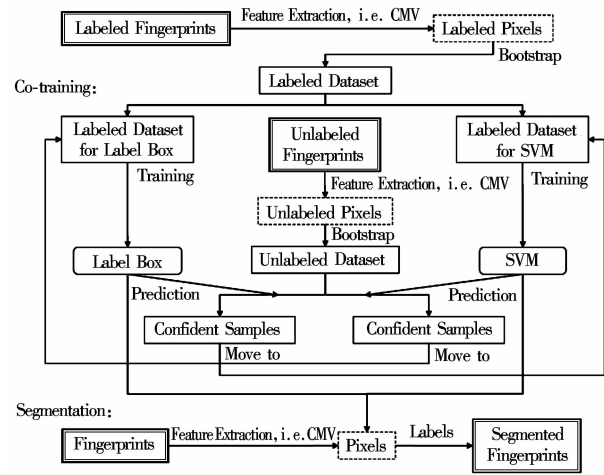 Labeled Fingerprints
Feature Extraction, i.e. CMV
Labeled Pixels
Bootstrap
Labeled Dataset
Co-training:
Labeled Dataset
for Label Box
Unlabeled
Fingerprints
Labeled Dataset
for SVM
Training
Feature Extraction, i.e. CMV
Training
Unlabeled Pixels
Bootstrap
Label Box
Unlabeled Dataset
SVM
Prediction
Prediction
Confident Samples
Confident Samples
Move to
Move to
Segmentation:
Fingerprints
Feature Extraction, i.e. CMV
Pixels
Labels
Segmented
Fingerprints